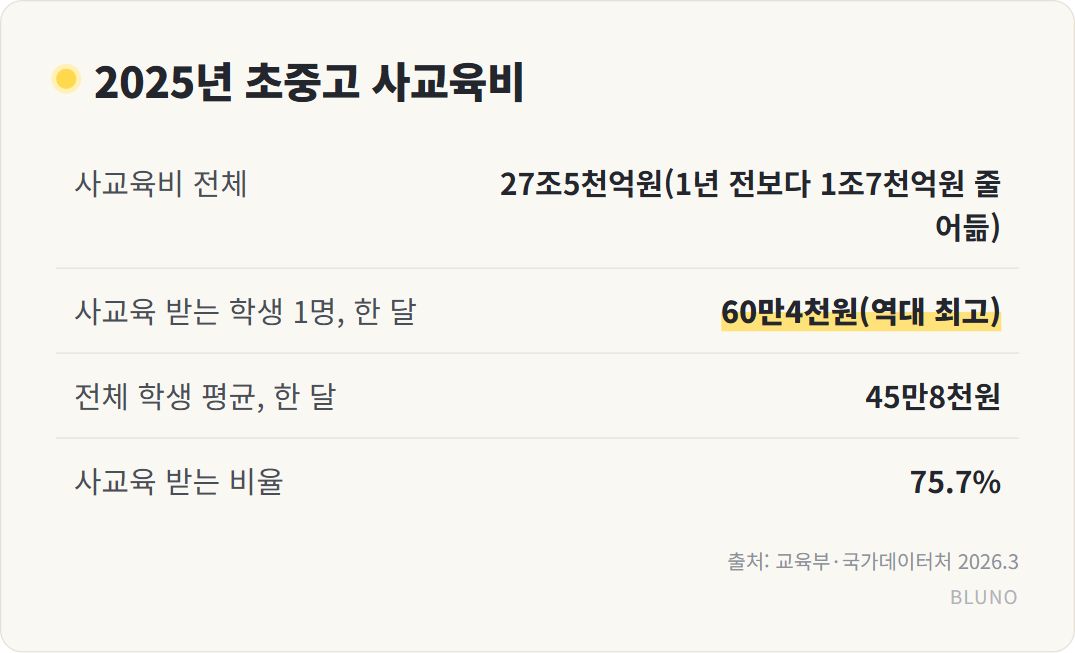 2025년 초중고 사교육비
사교육비 전체
27조5천억원(1년 전보다 1조7천억원 줄
어듦)
사교육 받는 학생 1명, 한 달
60만4천원(역대 최고)
전체 학생 평균, 한 달
45만8천원
사교육 받는 비율
75.7%
출처: 교육부·국가데이터처 2026.3
BLUNO